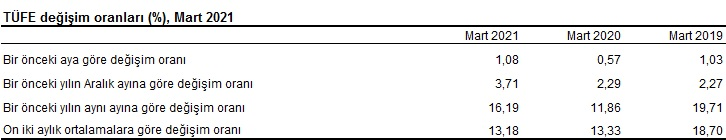 TÜFE değişim oranları (%), Mart 2021
Mart 2021 Mart 2020 Mart 2019
Bir önceki aya göre değişim oranı 1,08 0,57 1,03
Bir önceki yılın Aralık ayına göre değişim oranı 3,71 2,29 2,27
Bir önceki yılın aynı ayına göre değişim oranı 16,19 11,86 19,71
On iki aylık ortalamalara göre değişim oranı 13,18 13,33 18,70